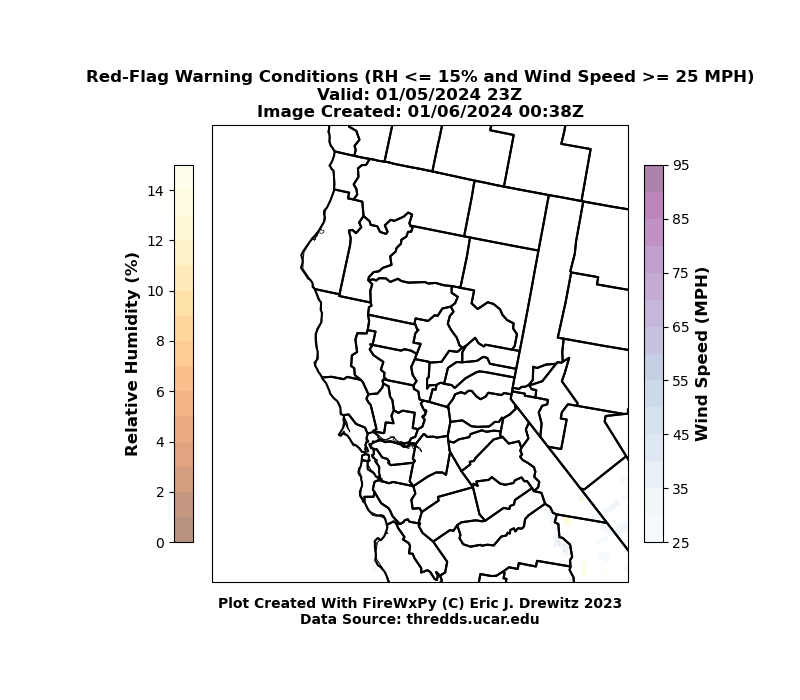 Red-Flag Warning Conditions (RH <= 15% and Wind Speed >= 25 MPH)
Valid: 01/05/2024 23Z
Image Created: 01/06/2024 00:38Z
Relative Humidity (%)
14
12
10
8
6
4
2
0
95
85
75
65
55
45
35
25
Wind Speed (MPH)
Plot Created With FireWxPy (C) Eric J. Drewitz 2023
Data Source: thredds.ucar.edu